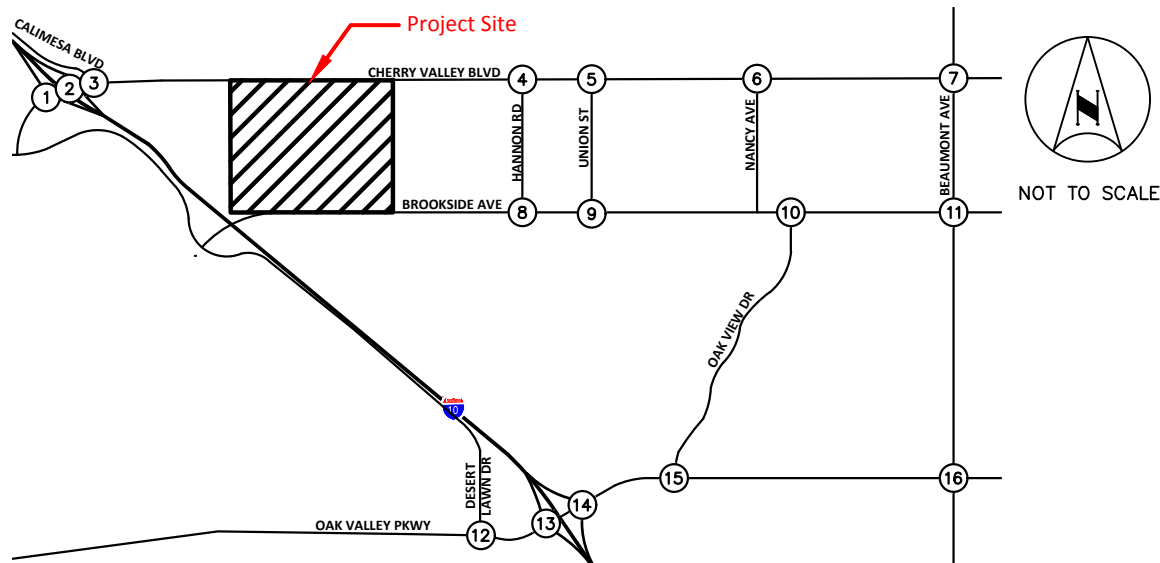 Project Site
CALIMESA BLVD
CHERRY VALLEY BLVD
1
2
3
4
5
6
7
HANNON RD
UNION ST
NANCY AVE
BEAUMONT AVE
N
NOT TO SCALE
BROOKSIDE AVE
8
9
10
11
OAK VIEW DR
10
DESERT
LAWN DR
15
16
14
13
12
OAK VALLEY PKWY